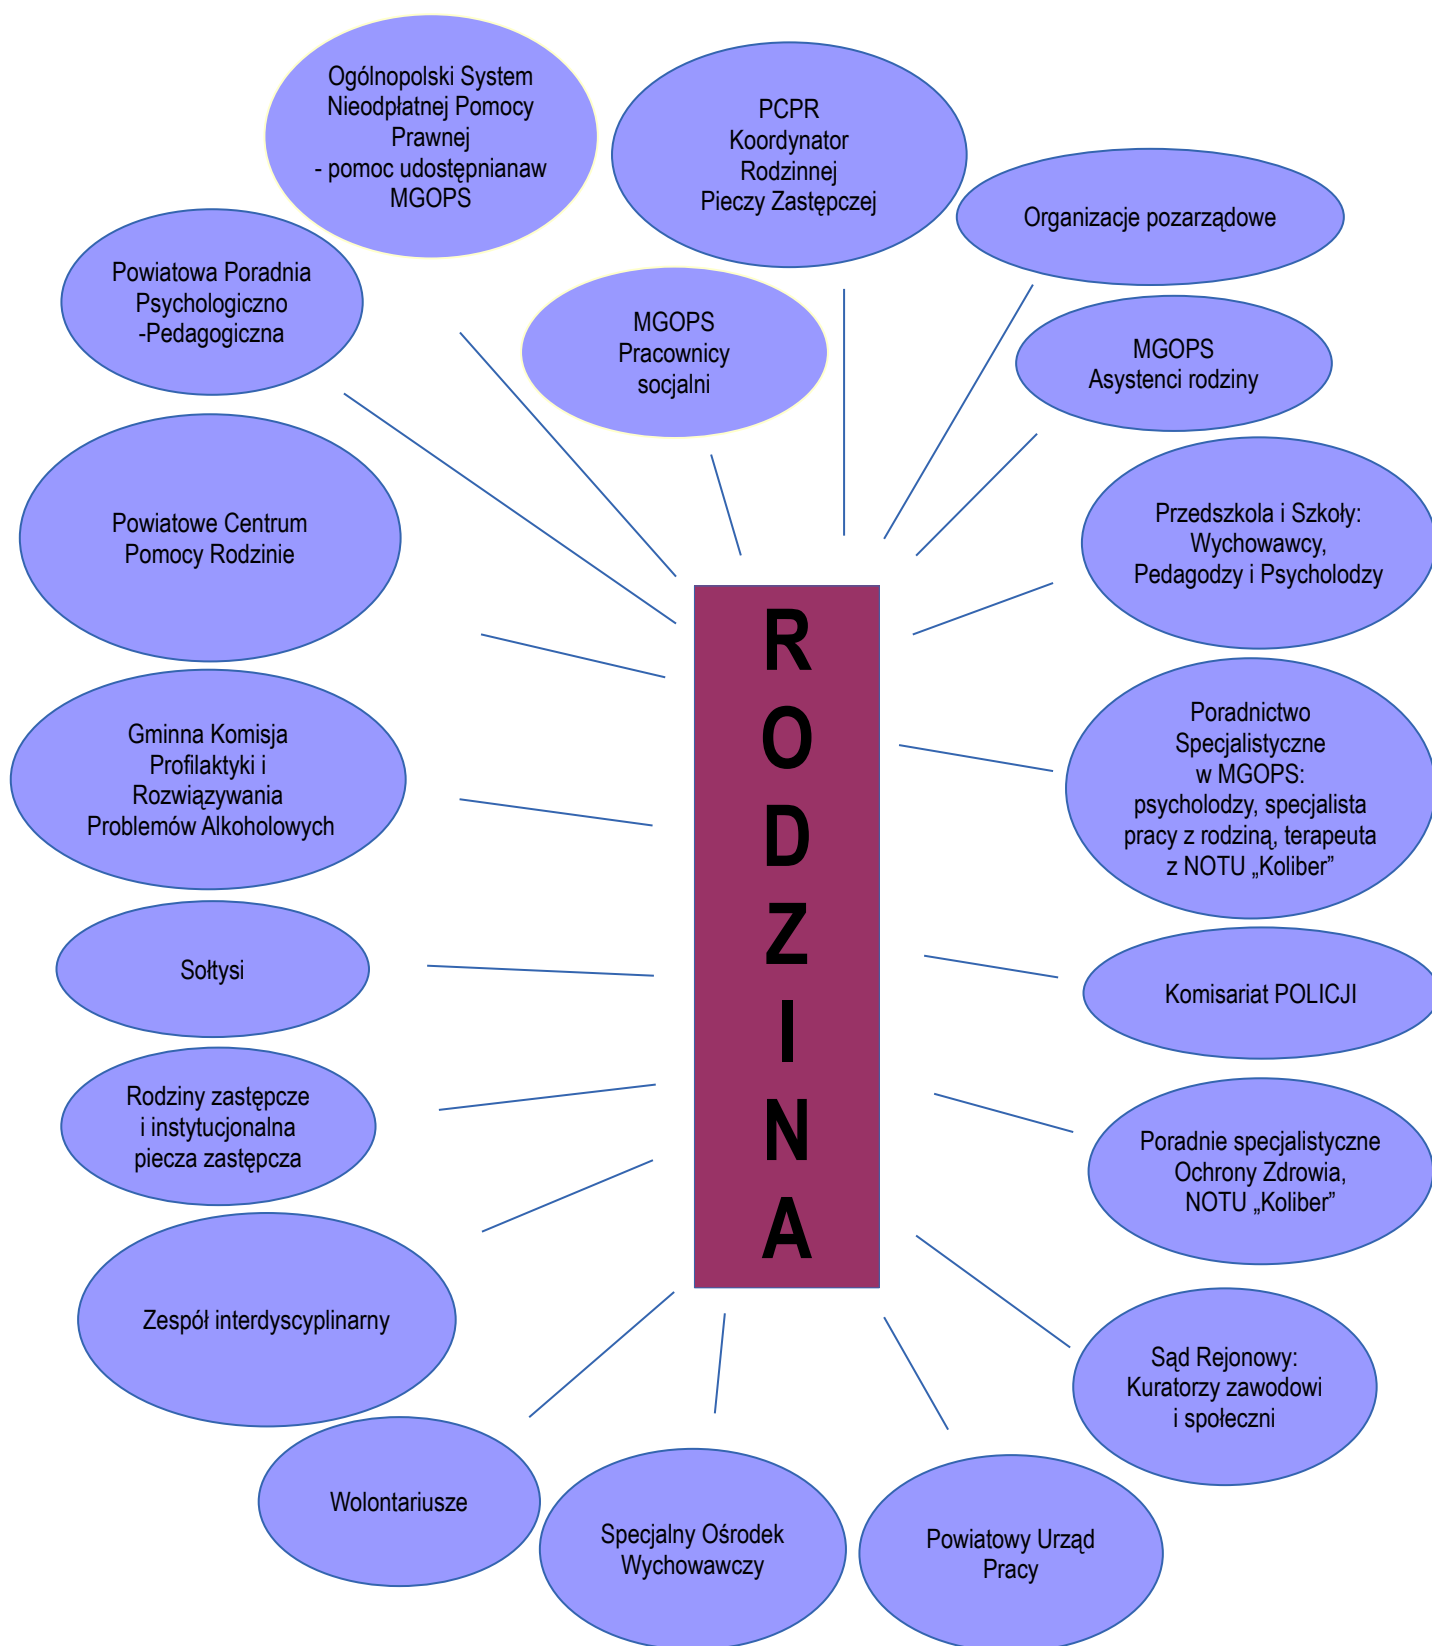 Ogólnopolski System
Nieodpłatnej Pomocy
Prawnej
- pomoc udostępnianaw
MGOPS
PCPR
Koordynator
Rodzinnej
Pieczy Zastępczej
Organizacje pozarządowe
Powiatowa Poradnia
Psychologiczno
-Pedagogiczna
MGOPS
Pracownicy
socjalni
MGOPS
Asystenci rodziny
Powiatowe Centrum
Pomocy Rodzinie
Przedszkola i Szkoły:
Wychowawcy,
Pedagodzy i Psycholodzy
R
O
D
Z
I
N
A
Gminna Komisja
Profilaktyki i
Rozwiązywania
Problemów Alkoholowych
Poradnictwo
Specjalistyczne
w MGOPS:
psycholodzy, specjalista
pracy z rodziną, terapeuta
z NOTU „Koliber”
Sołtysi
Komisariat POLICJI
Rodziny zastępcze
i instytucjonalna
piecza zastępcza
Poradnie specjalistyczne
Ochrony Zdrowia,
NOTU „Koliber”
Zespół interdyscyplinarny
Sąd Rejonowy:
Kuratorzy zawodowi
i społeczni
Wolontariusze
Specjalny Ośrodek
Wychowawczy
Powiatowy Urząd
Pracy